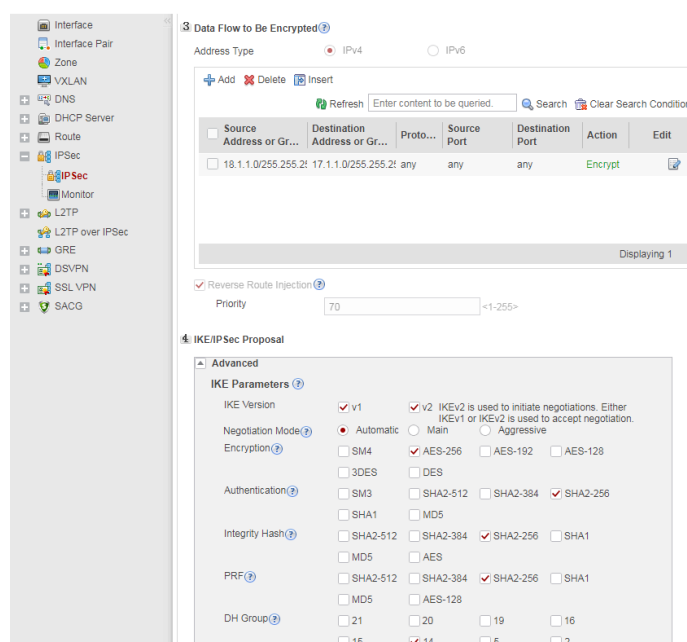 Interface
Interface Pair
Zone
VXLAN
DNS
DHCP Server
Route
IPSec
IPSec
Monitor
L2TP
L2TP over IPSec
GRE
DSVPN
SSL VPN
SACG
3 Data Flow to Be Encrypted
Address Type IPv4 IPv6
Add Delete Insert
Refresh Enter content to be queried. Search Clear Search Condition
Source Address or Gr... Destination Address or Gr... Proto... Source Port Destination Port Action Edit
18.1.1.0/255.255.25 17.1.1.0/255.255.25 any any any Encrypt
Displaying 1
Reverse Route Injection
Priority 70 <1-255>
4 IKE/IPSec Proposal
Advanced
IKE Parameters
IKE Version v1 v2 IKEv2 is used to initiate negotiations. Either
IKEv1 or IKEv2 is used to accept negotiation.
Negotiation Mode Automatic Main Aggressive
Encryption SM4 AES-256 AES-192 AES-128
3DES DES
Authentication SM3 SHA2-512 SHA2-384 SHA2-256
SHA1 MD5
Integrity Hash SHA2-512 SHA2-384 SHA2-256 SHA1
MD5 AES
PRF SHA2-512 SHA2-384 SHA2-256 SHA1
MD5 AES-128
DH Group 21 20 19 16
15 14 5 2